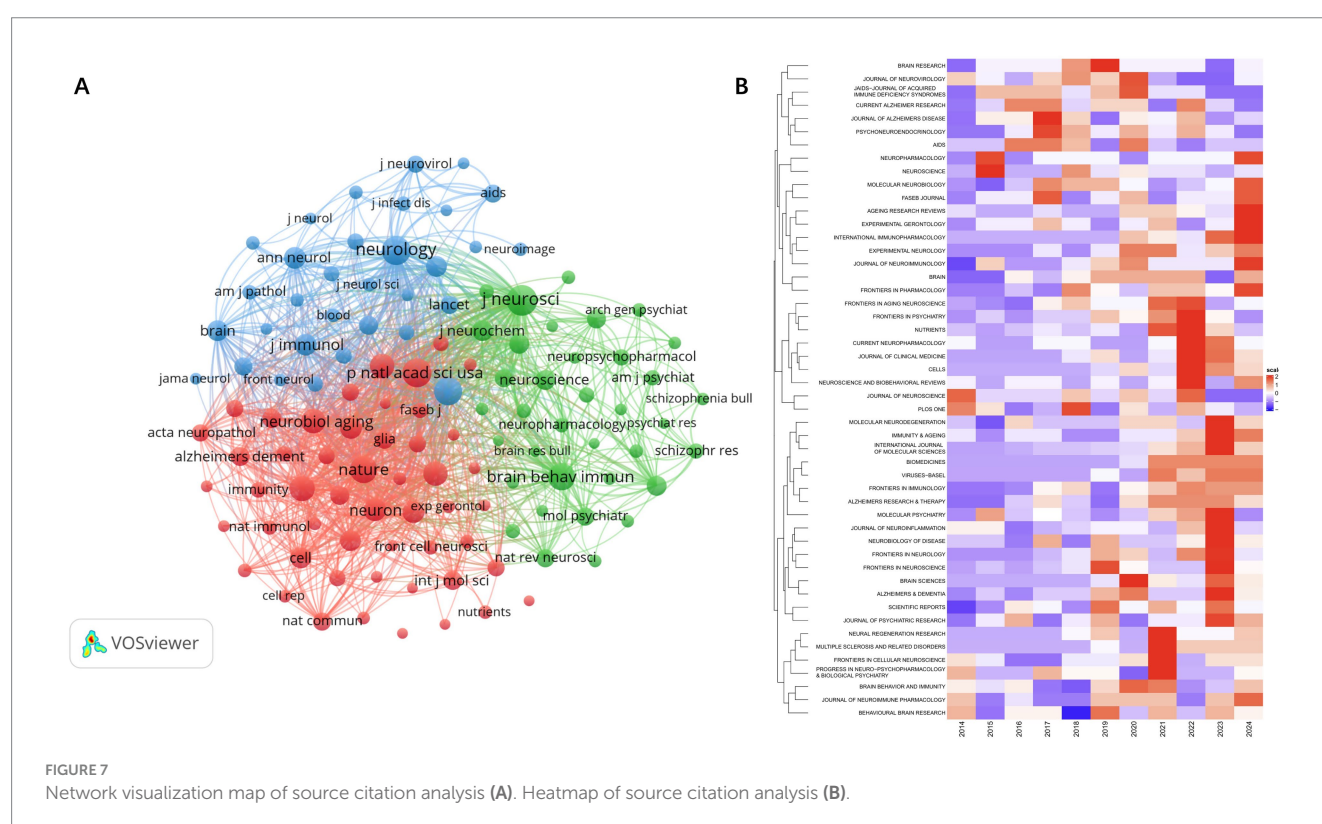 A
j neurovirol
aids
j infect dis
j neurol
neurology
neuroimage
ann neurol
j neurol sci
am j pathol
lancet
j neurosci
arch gen psychiat
blood
brain
j neurochem
j immunol
neuropsychopharmacol
p natl acad sci usa
jama neurol
front neurol
neuroscience
am j psychiat
schizophrenia bull
faseb j
neurobiol aging
neuropharmacology
psychiat res
acta neuropathol
glia
brain res bull
schizophr res
alzheimers dement
nature
brain behav immun
immunity
exp gerontol
neuron
mol psychiatr
nat immunol
front cell neurosci
nat rev neurosci
cell
int j mol sci
cell rep
nutrients
nat commun
VOSviewer
B
BRAIN RESEARCH
JOURNAL OF NEUROVIROLOGY
JAIDS-JOURNAL OF ACQUIRED
IMMUNE DEFICIENCY SYNDROMES
CURRENT ALZHEIMER RESEARCH
JOURNAL OF ALZHEIMERS DISEASE
PSYCHONEUROENDOCRINOLOGY
AIDS
NEUROPHARMACOLOGY
NEUROSCIENCE
MOLECULAR NEUROBIOLOGY
FASEB JOURNAL
AGEING RESEARCH REVIEWS
EXPERIMENTAL GERONTOLOGY
INTERNATIONAL IMMUNOPHARMACOLOGY
EXPERIMENTAL NEUROLOGY
JOURNAL OF NEUROIMMUNOLOGY
BRAIN
FRONTIERS IN PHARMACOLOGY
FRONTIERS IN AGING NEUROSCIENCE
FRONTIERS IN PSYCHIATRY
NUTRIENTS
CURRENT NEUROPHARMACOLOGY
JOURNAL OF CLINICAL MEDICINE
CELLS
NEUROSCIENCE AND BIOBEHAVIORAL REVIEWS
JOURNAL OF NEUROSCIENCE
PLOS ONE
MOLECULAR NEURODEGENERATION
IMMUNITY & AGEING
INTERNATIONAL JOURNAL
OF MOLECULAR SCIENCES
BIOMEDICINES
VIRUSES-BASEL
FRONTIERS IN IMMUNOLOGY
ALZHEIMERS RESEARCH & THERAPY
MOLECULAR PSYCHIATRY
JOURNAL OF NEUROINFLAMMATION
NEUROBIOLOGY OF DISEASE
FRONTIERS IN NEUROLOGY
FRONTIERS IN NEUROSCIENCE
BRAIN SCIENCES
ALZHEIMERS & DEMENTIA
SCIENTIFIC REPORTS
JOURNAL OF PSYCHIATRIC RESEARCH
NEURAL REGENERATION RESEARCH
MULTIPLE SCLEROSIS AND RELATED DISORDERS
FRONTIERS IN CELLULAR NEUROSCIENCE
PROGRESS IN NEURO-PSYCHOPHARMACOLOGY
& BIOLOGICAL PSYCHIATRY
BRAIN BEHAVIOR AND IMMUNITY
JOURNAL OF NEUROIMMUNE PHARMACOLOGY
BEHAVIOURAL BRAIN RESEARCH
2014 2015 2016 2017 2018 2019 2020 2021 2022 2023 2024
2
1
0
FIGURE 7
Network visualization map of source citation analysis (A). Heatmap of source citation analysis (B).